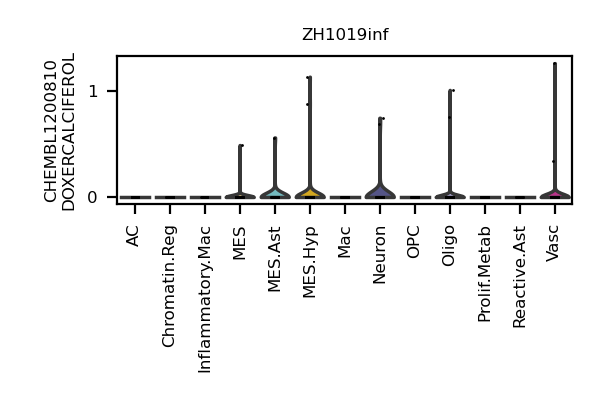 ZH1019inf
CHEMBL1200810
DOXERCALCIFEROL
1
0
AC
Chromatin.Reg
Inflammatory.Mac
MES
MES.Ast
MES.Hyp
Mac
Neuron
OPC
Oligo
Prolif.Metab
Reactive.Ast
Vasc